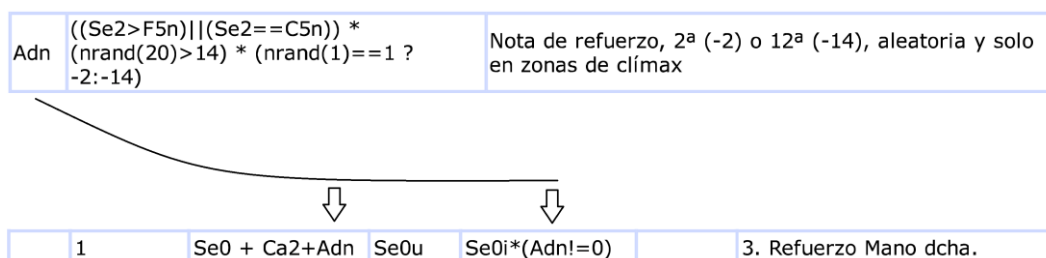 ((Se2>F5n)||(Se2==C5n)) *
Adn (nrand(20)>14) * (nrand(1)==1 ?
-2:-14)
Nota de refuerzo, 2ª (-2) o 12ª (-14), aleatoria y solo
en zonas de clímax
1 Se0 + Ca2+Adn Se0u Se0i*(Adn!=0) 3. Refuerzo Mano dcha.